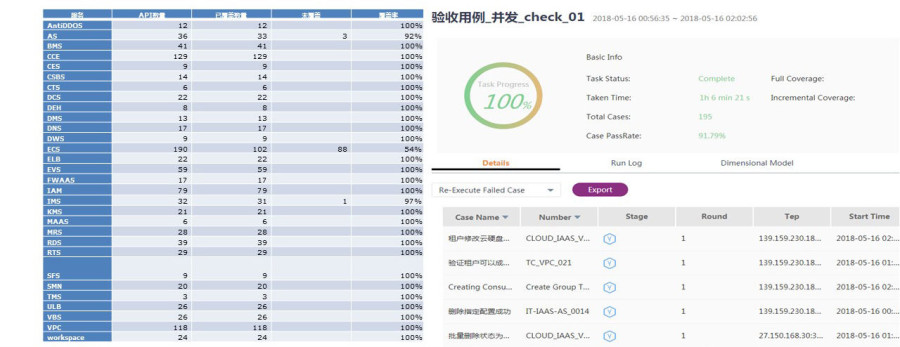 服务 API数量 已覆盖数量 未覆盖 覆盖率
AntiDDOS 12 12 100%
AS 36 33 3 92%
BMS 41 41 100%
CCE 129 129 100%
CES 9 9 100%
CSBS 14 14 100%
CTS 6 6 100%
DCS 22 22 100%
DEH 8 8 100%
DMS 13 13 100%
DNS 17 17 100%
DWS 9 9 100%
ECS 190 102 88 54%
ELB 22 22 100%
EVS 59 59 100%
FWAAS 17 17 100%
IAM 79 79 100%
IMS 32 31 1 97%
KMS 21 21 100%
MAAS 6 6 100%
MRS 28 28 100%
RDS 39 39 100%
RTS 29 29 100%
SFS 9 9 100%
SMN 20 20 100%
TMS 3 3 100%
ULB 26 26 100%
VBS 26 26 100%
VPC 118 118 100%
workspace 24 24 100%
验收用例_并发_check_01 2018-05-16 00:56:35 ~ 2018-05-16 02:02:56
Task Progress
100%
Basic Info
Task Status: Complete Full Coverage:
Taken Time: 1h 6 min 21 s Incremental Coverage:
Total Cases: 195
Case PassRate: 91.79%
Details Run Log Dimensional Model
Re-Execute Failed Case Export
Case Name Number Stage Round Tep Start Time
租户修改云硬盘... CLOUD_IAAS_V... 1 139.159.230.18... 2018-05-16 02:...
验证租户可以成... TC_VPC_021 1 139.159.230.18... 2018-05-16 01:...
Creating Consu... Create Group T... 1 139.159.230.18... 2018-05-16 02:...
删除指定配置成功 IT-IAAS-AS_0014 1 139.159.230.18... 2018-05-16 00:...
批量删除状态为... CLOUD_IAAS_V... 1 27.150.168.30:3... 2018-05-16 01:...